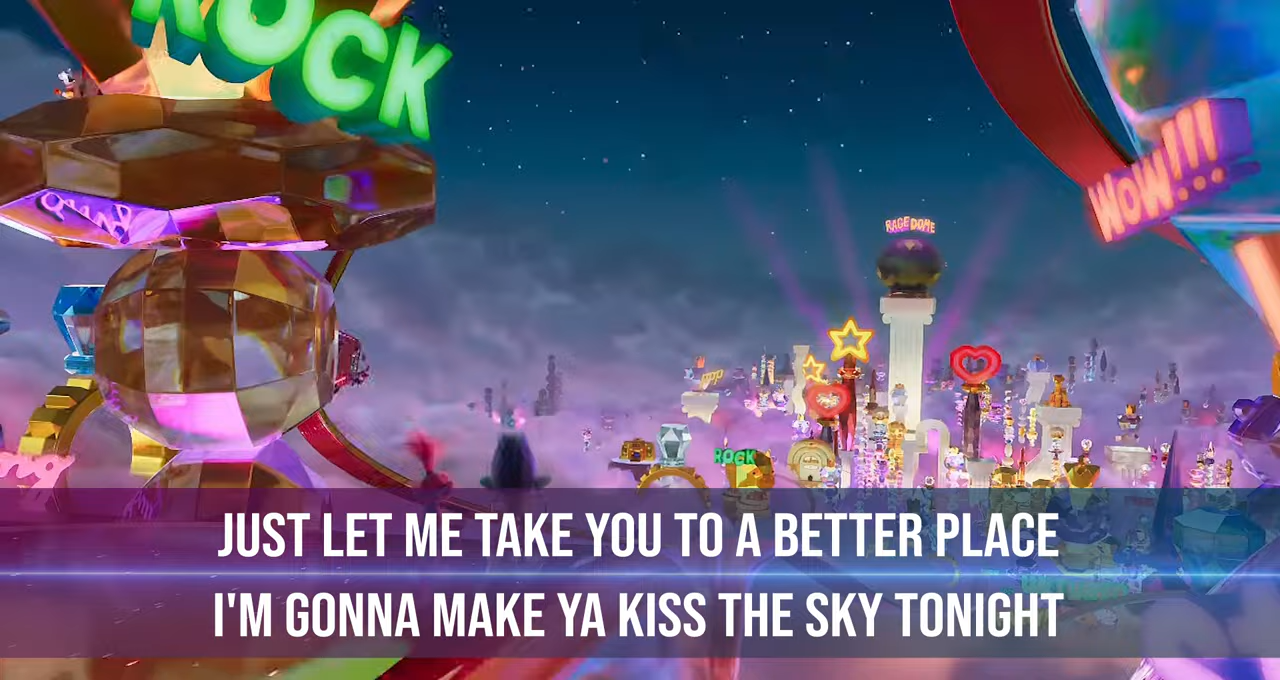 ROCK
WOW!!!
RAGE DOME
POP
ROCK
JUST LET ME TAKE YOU TO A BETTER PLACE
I'M GONNA MAKE YA KISS THE SKY TONIGHT